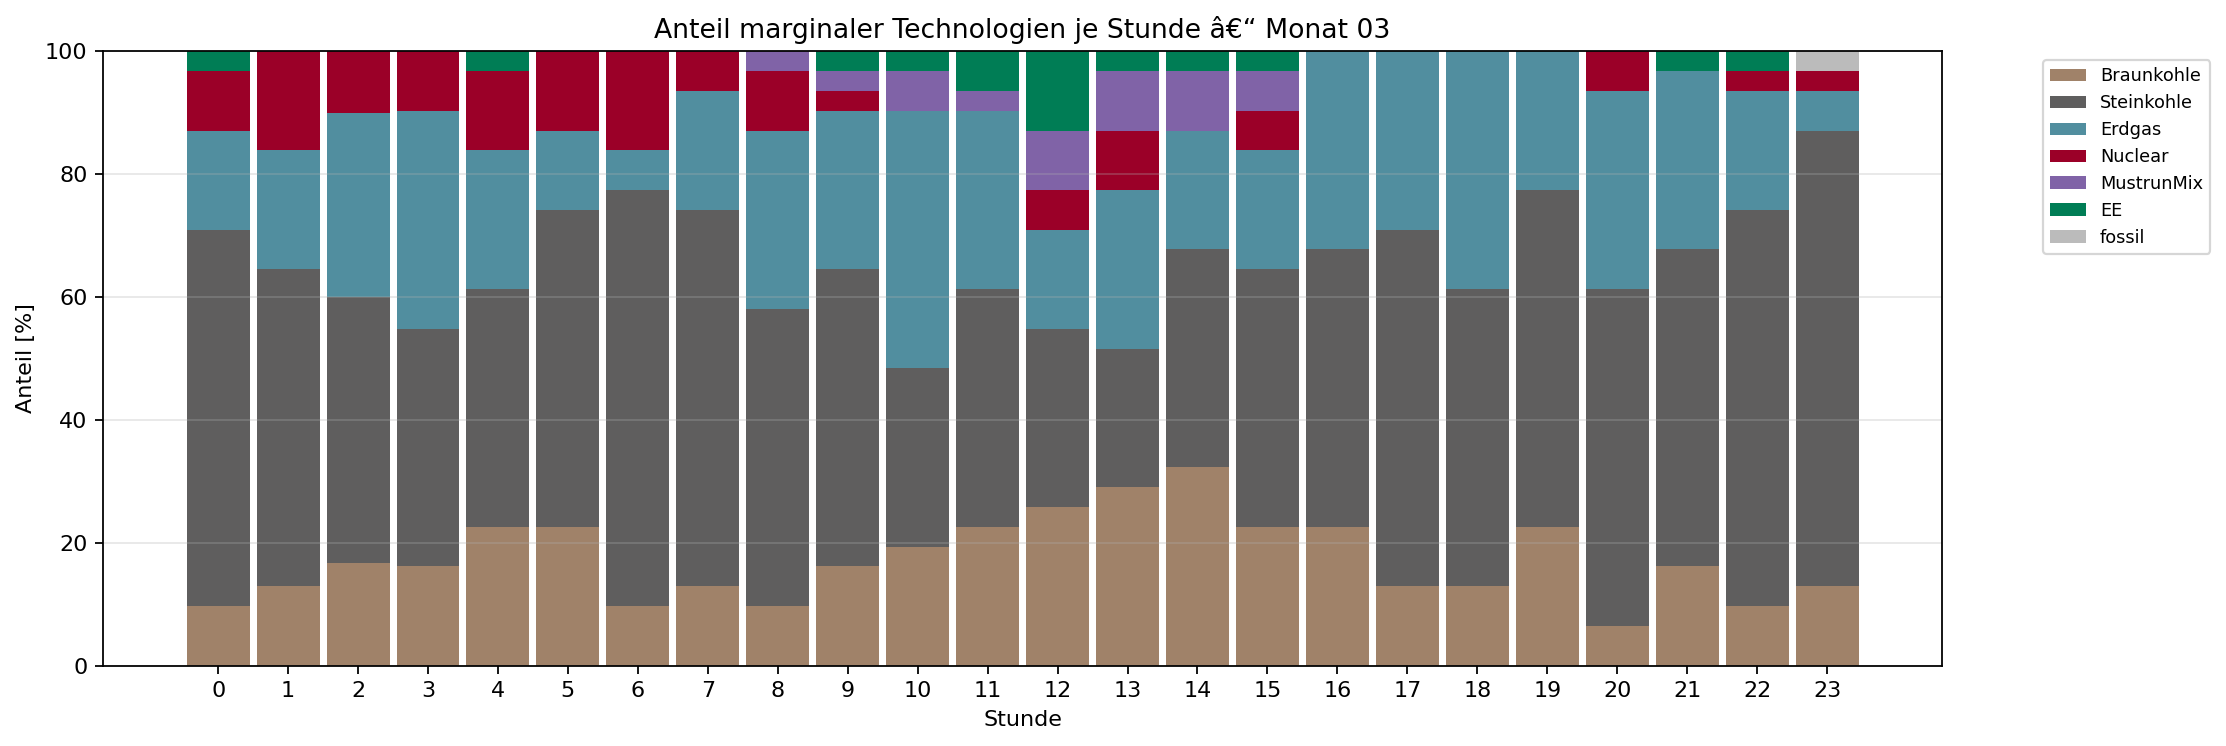 Anteil marginaler Technologien je Stunde â€“ Monat 03
Anteil [%]
100
80
60
40
20
0
0 1 2 3 4 5 6 7 8 9 10 11 12 13 14 15 16 17 18 19 20 21 22 23
Stunde
Braunkohle
Steinkohle
Erdgas
Nuclear
MustrunMix
EE
fossil